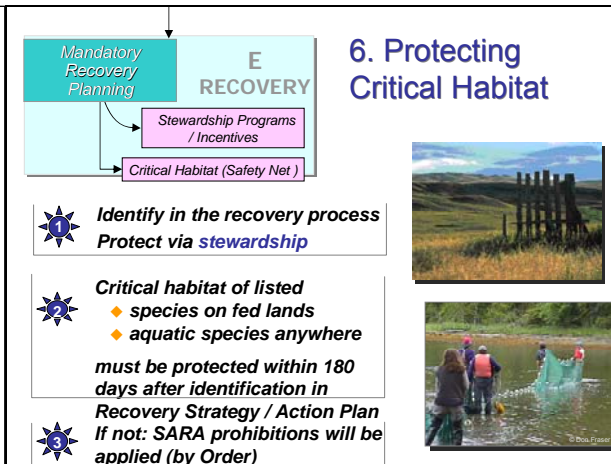 Mandatory
Recovery
Planning
E
RECOVERY
Stewardship Programs
/ Incentives
Critical Habitat (Safety Net )
6. Protecting
Critical Habitat
1
Identify in the recovery process
Protect via stewardship
2
Critical habitat of listed
◆ species on fed lands
◆ aquatic species anywhere
must be protected within 180
days after identification in
Recovery Strategy / Action Plan
3
If not: SARA prohibitions will be
applied (by Order)
© Don Fraser